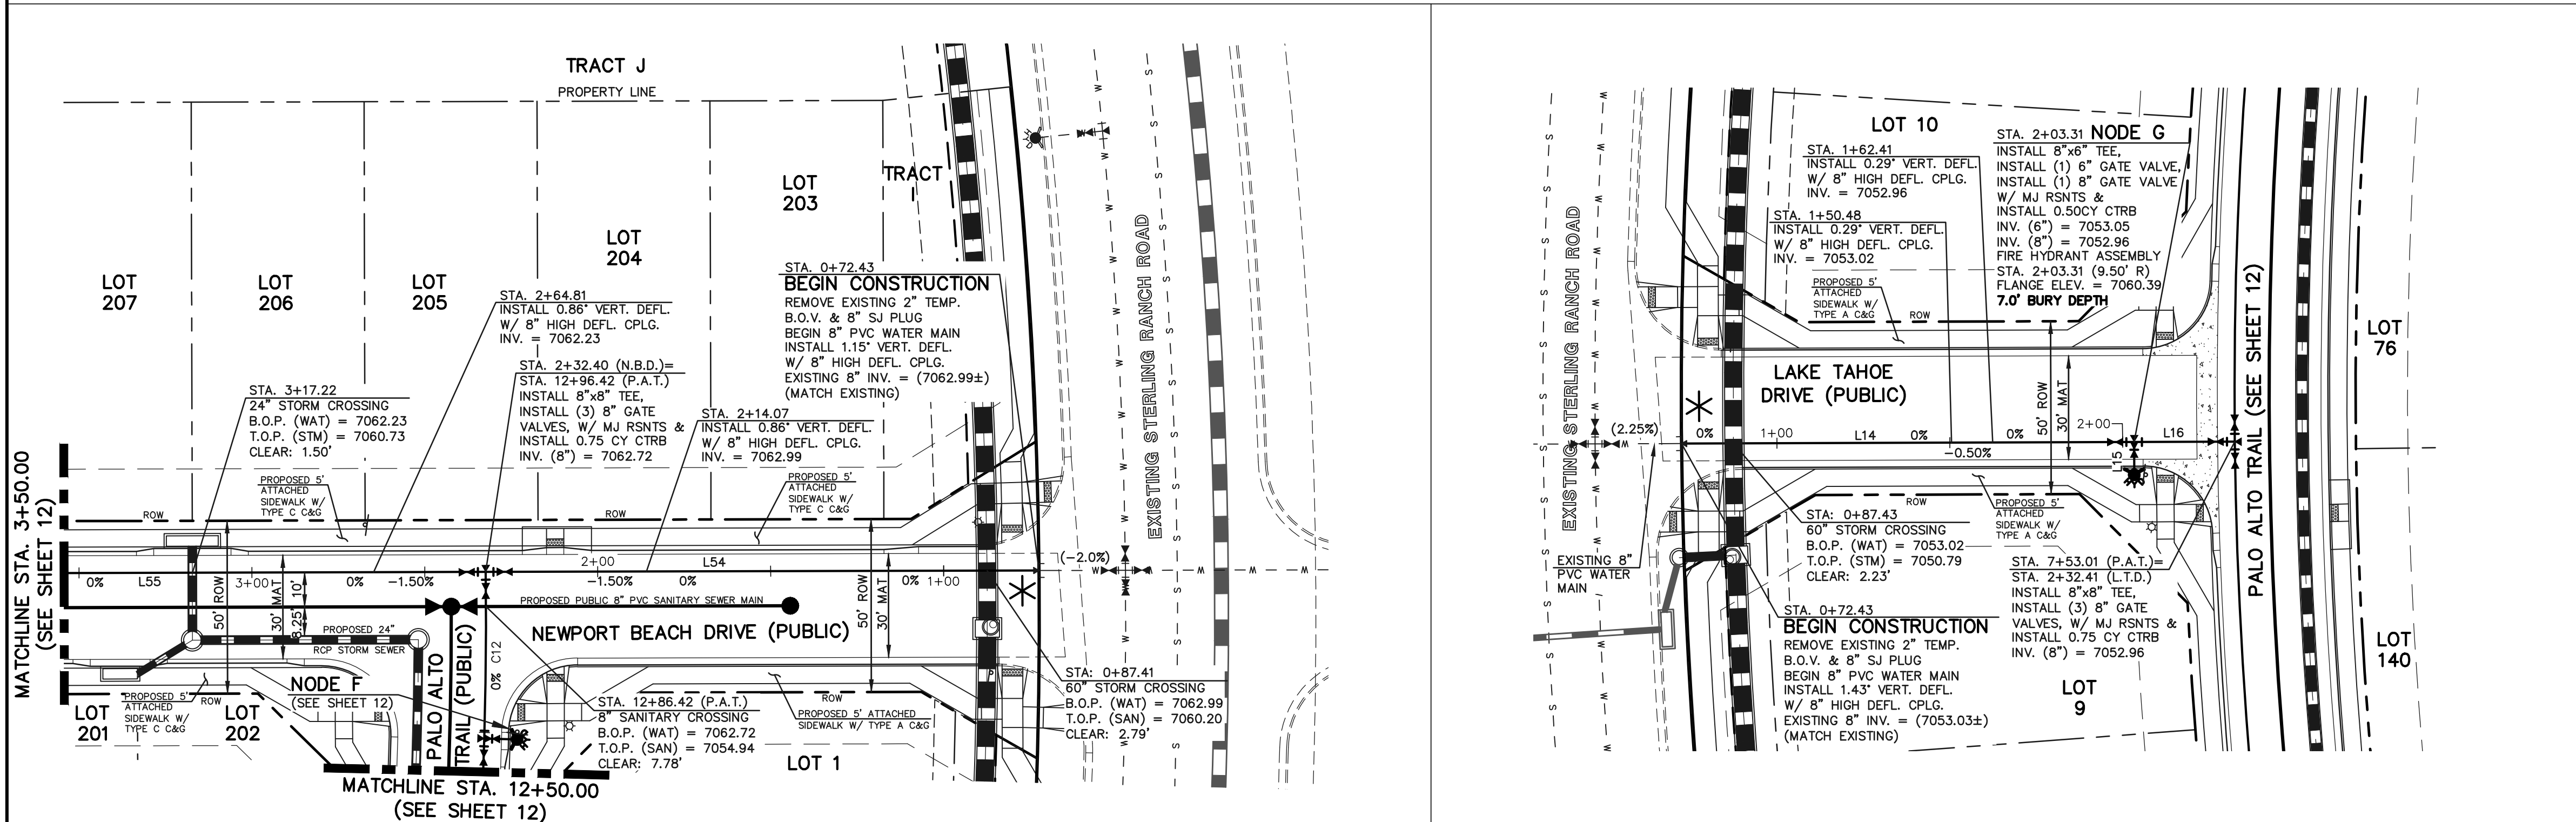 TRACT J
PROPERTY LINE
TRACT
LOT
203
LOT
204
LOT
205
LOT
206
LOT
207
STA. 0+72.43
BEGIN CONSTRUCTION
REMOVE EXISTING 2" TEMP.
B.O.V. & 8" SJ PLUG
BEGIN 8" PVC WATER MAIN
INSTALL 1.15° VERT. DEFL.
W/ 8" HIGH DEFL. CPLG.
EXISTING 8" INV. = (7062.99±)
(MATCH EXISTING)
STA. 2+64.81
INSTALL 0.86° VERT. DEFL.
W/ 8" HIGH DEFL. CPLG.
INV. = 7062.23
STA. 2+32.40 (N.B.D.)=
STA. 12+96.42 (P.A.T.)
INSTALL 8"x8" TEE,
INSTALL (3) 8" GATE
VALVES, W/ MJ RSNTS &
INSTALL 0.75 CY CTRB
INV. (8") = 7062.72
STA. 2+14.07
INSTALL 0.86° VERT. DEFL.
W/ 8" HIGH DEFL. CPLG.
INV. = 7062.99
STA. 3+17.22
24" STORM CROSSING
B.O.P. (WAT) = 7062.23
T.O.P. (STM) = 7060.73
CLEAR: 1.50'
PROPOSED 5'
ATTACHED
SIDEWALK W/
TYPE C C&G
PROPOSED 5'
ATTACHED
SIDEWALK W/
TYPE C C&G
MATCHLINE STA. 3+50.00
(SEE SHEET 12)
ROW
ROW
0%
L55
3+00
0%
-1.50%
2+00
-1.50%
0%
L54
0%
1+00
(-2.0%)
50' ROW
30' MAT
10'
8.25'
50' ROW
30' MAT
PROPOSED PUBLIC 8" PVC SANITARY SEWER MAIN
PROPOSED 24"
RCP STORM SEWER
NEWPORT BEACH DRIVE (PUBLIC)
PALO ALTO
TRAIL (PUBLIC)
0% C12
NODE F
(SEE SHEET 12)
PROPOSED 5'
ATTACHED
SIDEWALK W/
TYPE C C&G
ROW
LOT
201
LOT
202
STA. 12+86.42 (P.A.T.)
8" SANITARY CROSSING
B.O.P. (WAT) = 7062.72
T.O.P. (SAN) = 7054.94
CLEAR: 7.78'
ROW
PROPOSED 5' ATTACHED
SIDEWALK W/ TYPE A C&G
LOT 1
STA: 0+87.41
60" STORM CROSSING
B.O.P. (WAT) = 7062.99
T.O.P. (SAN) = 7060.20
CLEAR: 2.79'
MATCHLINE STA. 12+50.00
(SEE SHEET 12)
EXISTING STERLING RANCH ROAD
EXISTING STERLING RANCH ROAD
LOT 10
STA. 1+62.41
INSTALL 0.29° VERT. DEFL.
W/ 8" HIGH DEFL. CPLG.
INV. = 7052.96
STA. 1+50.48
INSTALL 0.29° VERT. DEFL.
W/ 8" HIGH DEFL. CPLG.
INV. = 7053.02
STA. 2+03.31 NODE G
INSTALL 8"x6" TEE,
INSTALL (1) 6" GATE VALVE,
INSTALL (1) 8" GATE VALVE
W/ MJ RSNTS &
INSTALL 0.50CY CTRB
INV. (6") = 7053.05
INV. (8") = 7052.96
FIRE HYDRANT ASSEMBLY
STA. 2+03.31 (9.50' R)
FLANGE ELEV. = 7060.39
7.0' BURY DEPTH
PROPOSED 5'
ATTACHED
SIDEWALK W/
TYPE A C&G
ROW
LAKE TAHOE
DRIVE (PUBLIC)
(2.25%)
0%
1+00
L14
0%
-0.50%
0%
2+00
L16
L15
50' ROW
30' MAT
PALO ALTO TRAIL (SEE SHEET 12)
LOT
76
LOT
140
ROW
PROPOSED 5'
ATTACHED
SIDEWALK W/
TYPE A C&G
EXISTING 8"
PVC WATER
MAIN
STA: 0+87.43
60" STORM CROSSING
B.O.P. (WAT) = 7053.02
T.O.P. (STM) = 7050.79
CLEAR: 2.23'
STA. 7+53.01 (P.A.T.)=
STA. 2+32.41 (L.T.D.)
INSTALL 8"x8" TEE,
INSTALL (3) 8" GATE
VALVES, W/ MJ RSNTS &
INSTALL 0.75 CY CTRB
INV. (8") = 7052.96
STA. 0+72.43
BEGIN CONSTRUCTION
REMOVE EXISTING 2" TEMP.
B.O.V. & 8" SJ PLUG
BEGIN 8" PVC WATER MAIN
INSTALL 1.43° VERT. DEFL.
W/ 8" HIGH DEFL. CPLG.
EXISTING 8" INV. = (7053.03±)
(MATCH EXISTING)
LOT
9